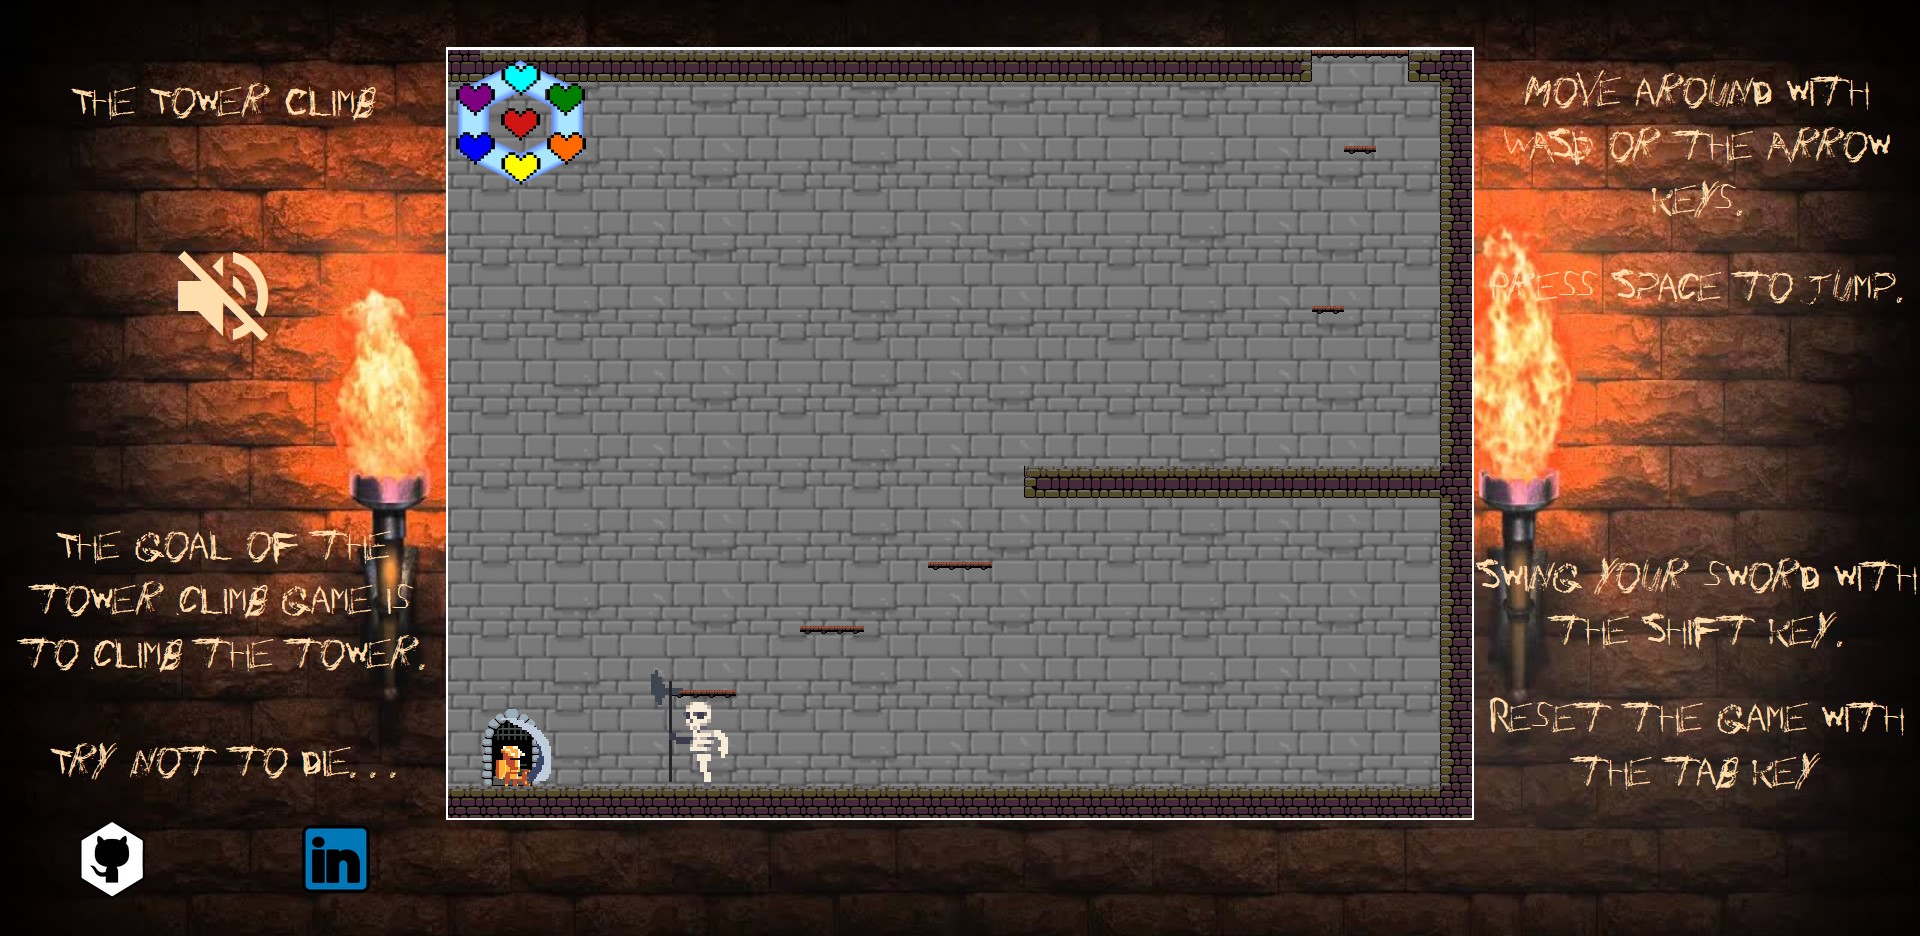 THE TOWER CLIMB
THE GOAL OF THE
TOWER CLIMB GAME IS
TO CLIMB THE TOWER.
TRY NOT TO DIE...
in
MOVE AROUND WITH
WASD OR THE ARROW
KEYS.
PRESS SPACE TO JUMP.
SWING YOUR SWORD WITH
THE SHIFT KEY.
RESET THE GAME WITH
THE TAB KEY